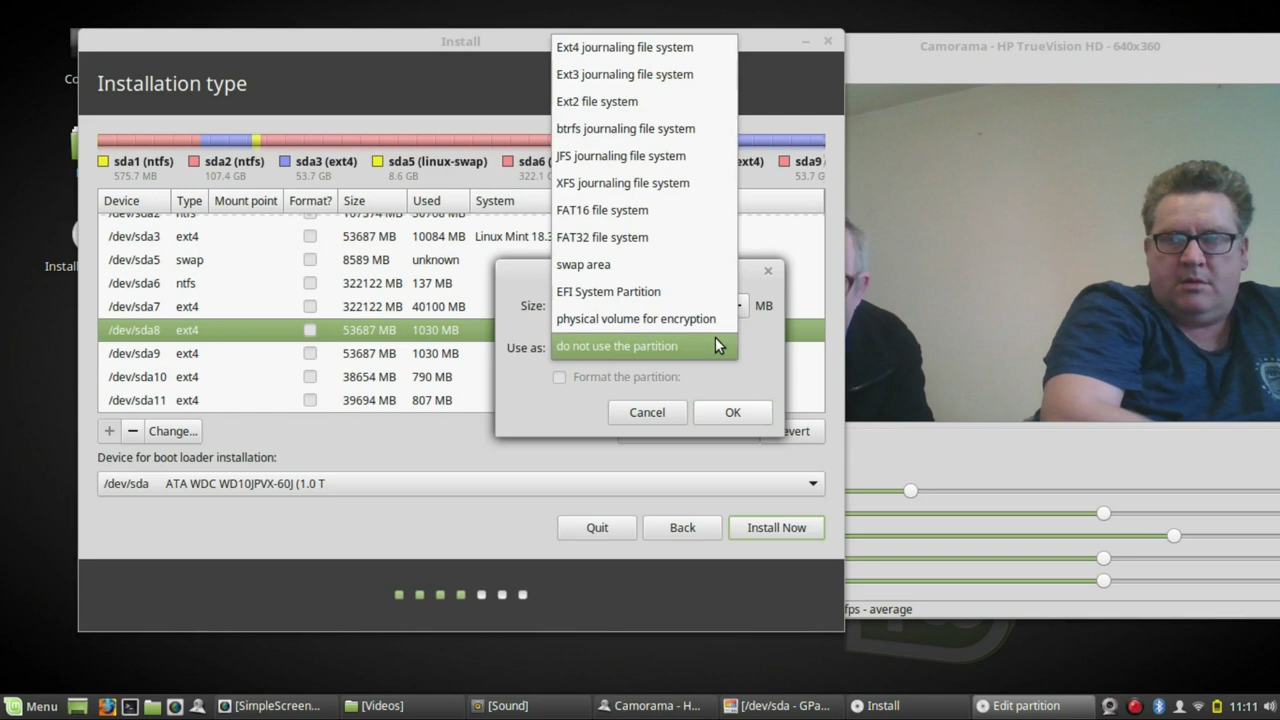 Install
Camorama - HP TrueVision HD - 640x360
Installation type
Ext4 journaling file system
Ext3 journaling file system
Ext2 file system
btrfs journaling file system
JFS journaling file system
XFS journaling file system
FAT16 file system
FAT32 file system
swap area
EFI System Partition
physical volume for encryption
do not use the partition
sda1 (ntfs) sda2 (ntfs) sda3 (ext4) sda5 (linux-swap) sda6 ext4) sda9
575.7 MB 107.4 GB 53.7 GB 8.6 GB 322.1 53.7 G
Device Type Mount point Format? Size Used System
/dev/sda2 ntfs
/dev/sda3 ext4 53687 MB 10084 MB Linux Mint 18.3
/dev/sda5 swap 8589 MB unknown
/dev/sda6 ntfs 322122 MB 137 MB
/dev/sda7 ext4 322122 MB 40100 MB
/dev/sda8 ext4 53687 MB 1030 MB
/dev/sda9 ext4 53687 MB 1030 MB
/dev/sda10 ext4 38654 MB 790 MB
/dev/sda11 ext4 39694 MB 807 MB
Size: MB
Use as:
Format the partition:
Cancel OK
+ − Change... evert
Device for boot loader installation:
/dev/sda ATA WDC WD10JPVX-60J (1.0 T
Quit Back Install Now
Co
Install
fps - average
Menu [SimpleScreen... [Videos] [Sound] Camorama - H... [/dev/sda - GPa... Install Edit partition 11:11